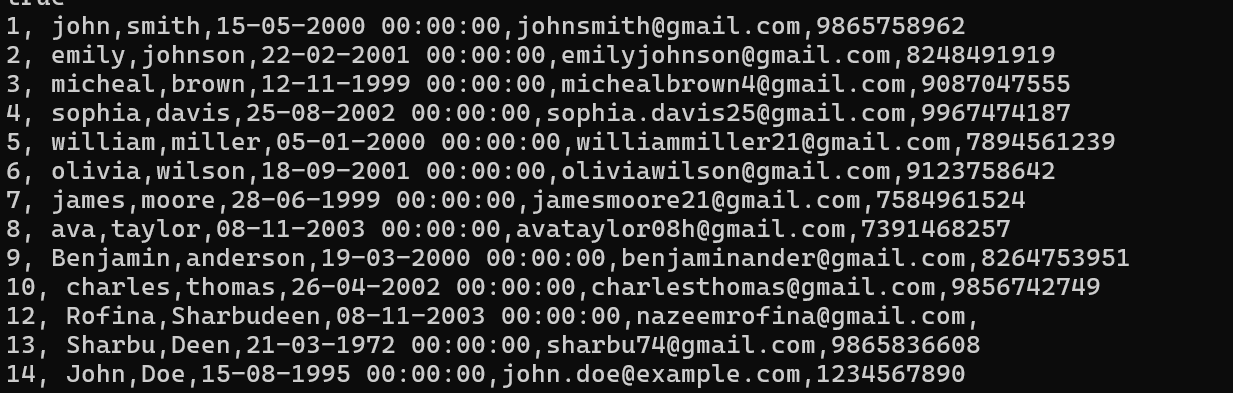 true
1, john,smith,15-05-2000 00:00:00,johnsmith@gmail.com,9865758962
2, emily,johnson,22-02-2001 00:00:00,emilyjohnson@gmail.com,8248491919
3, micheal,brown,12-11-1999 00:00:00,michealbrown4@gmail.com,9087047555
4, sophia,davis,25-08-2002 00:00:00,sophia.davis25@gmail.com,9967474187
5, william,miller,05-01-2000 00:00:00,williammiller21@gmail.com,7894561239
6, olivia,wilson,18-09-2001 00:00:00,oliviawilson@gmail.com,9123758642
7, james,moore,28-06-1999 00:00:00,jamesmoore21@gmail.com,7584961524
8, ava,taylor,08-11-2003 00:00:00,avataylor08h@gmail.com,7391468257
9, Benjamin,anderson,19-03-2000 00:00:00,benjaminander@gmail.com,8264753951
10, charles,thomas,26-04-2002 00:00:00,charlesthomas@gmail.com,9856742749
12, Rofina,Sharbudeen,08-11-2003 00:00:00,nazeemrofina@gmail.com,
13, Sharbu,Deen,21-03-1972 00:00:00,sharbu74@gmail.com,9865836608
14, John,Doe,15-08-1995 00:00:00,john.doe@example.com,1234567890